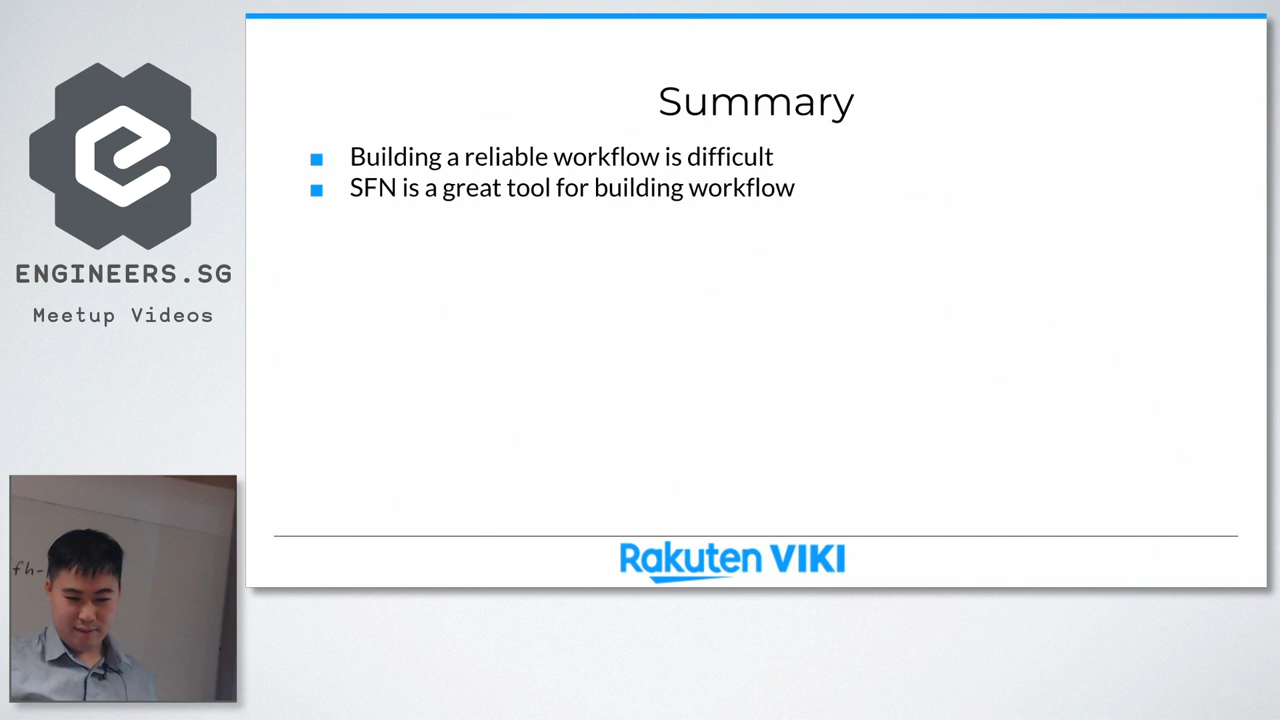 ENGINEERS.SG
Meetup Videos
Summary
Building a reliable workflow is difficult
SFN is a great tool for building workflow
Rakuten VIKI
fh-